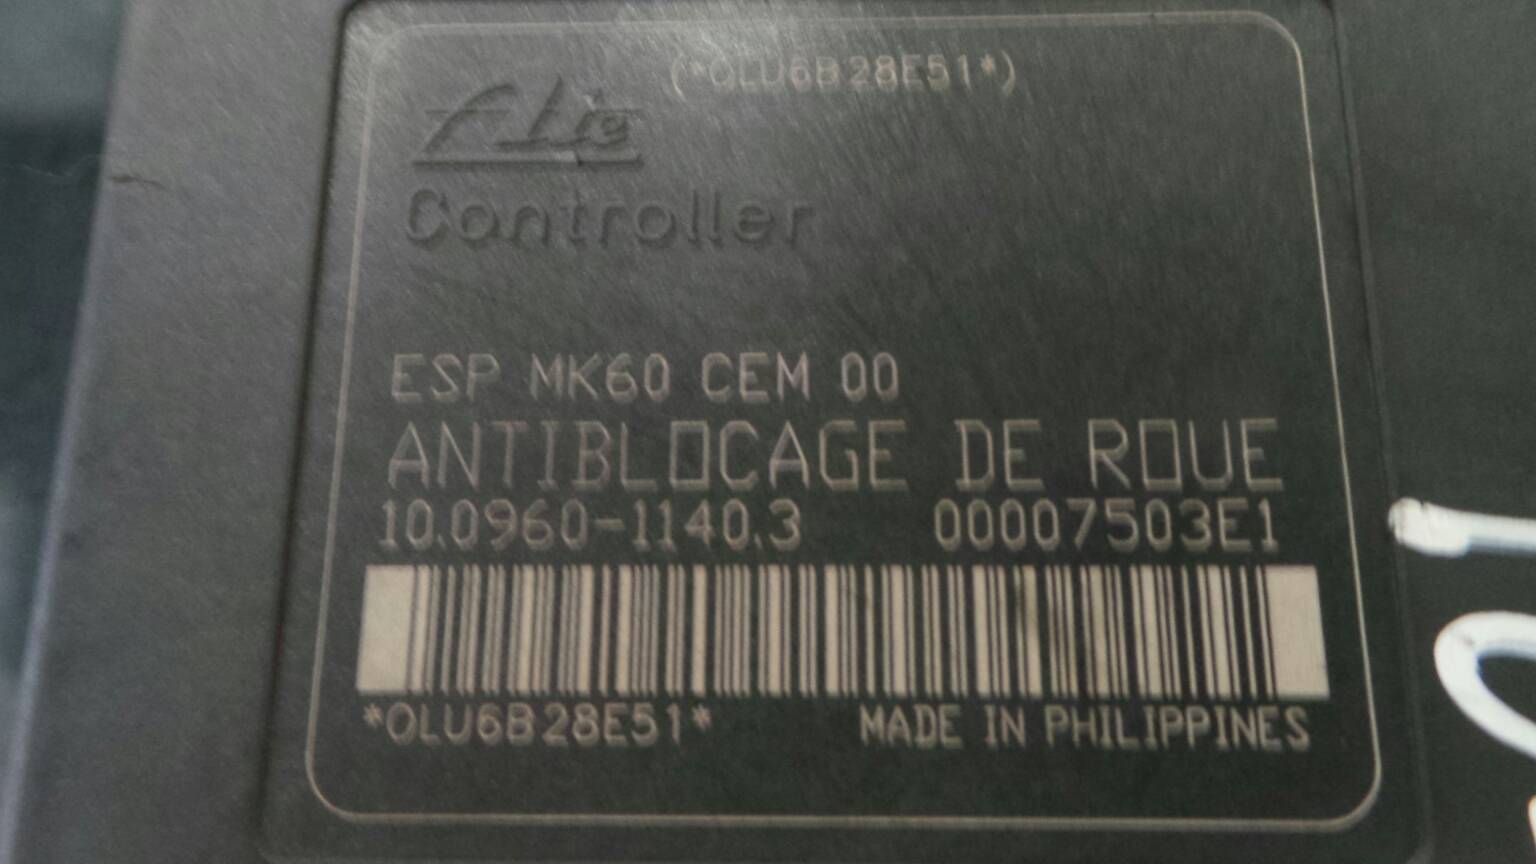 (*OLU6B28E51*)
Ate
Controller
ESP MK60 CEM 00
ANTIBLOCAGE DE ROUE
10.0960-1140.3 00007503E1
*OLU6B28E51* MADE IN PHILIPPINES